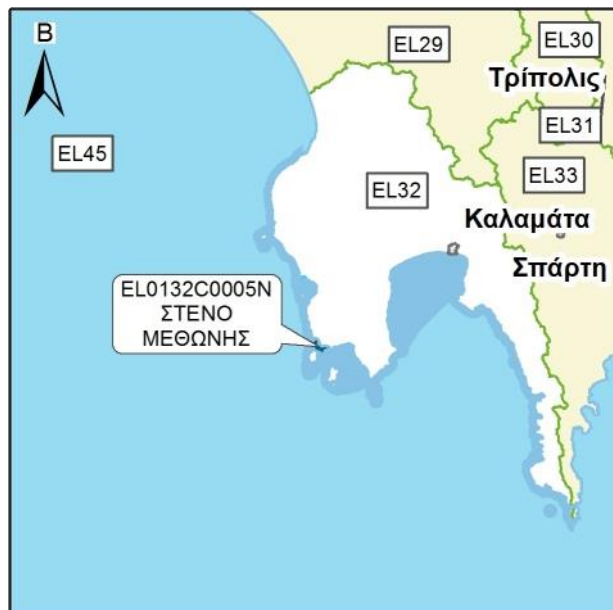 Β
EL29
EL30
Τρίπολις
EL31
EL45
EL33
EL32
Καλαμάτα
Σπάρτη
EL0132C0005N
ΣΤΕΝΟ
ΜΕΘΩΝΗΣ